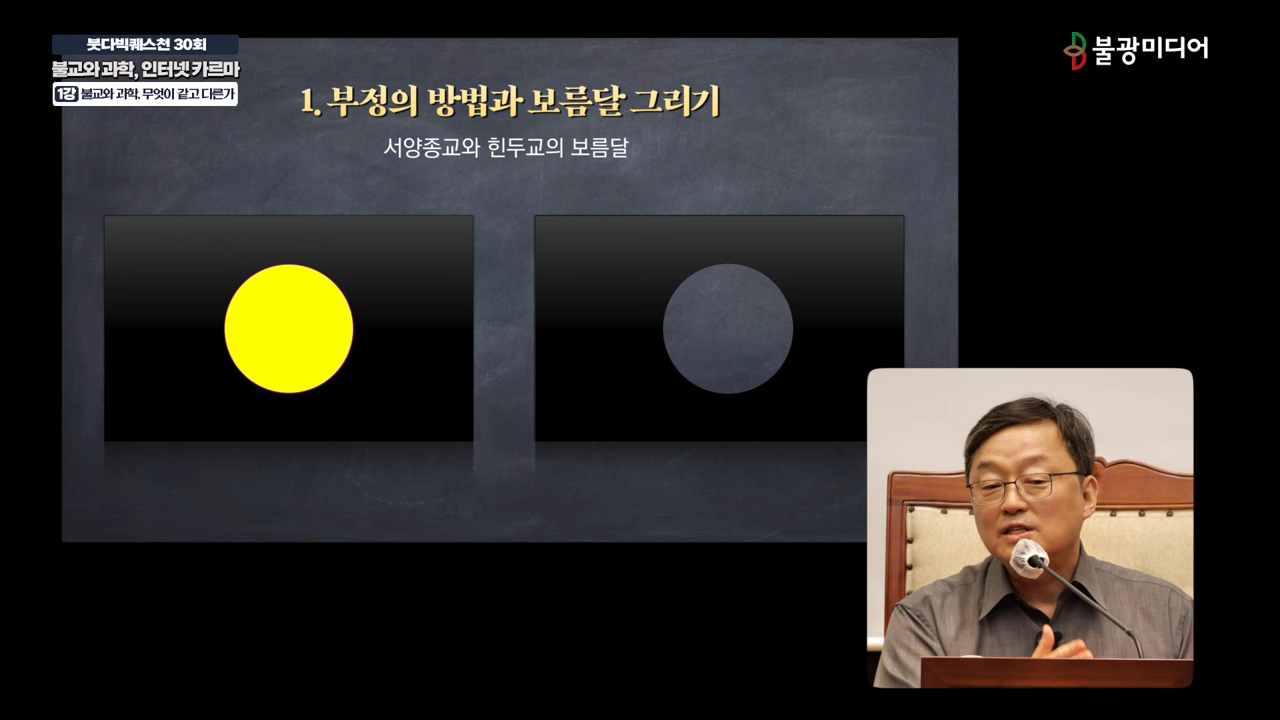 붓다빅퀘스천 30회
불교와 과학, 인터넷 카르마
1강 불교와 과학, 무엇이 같고 다른가
불광미디어
1. 부정의 방법과 보름달 그리기
서양종교와 힌두교의 보름달